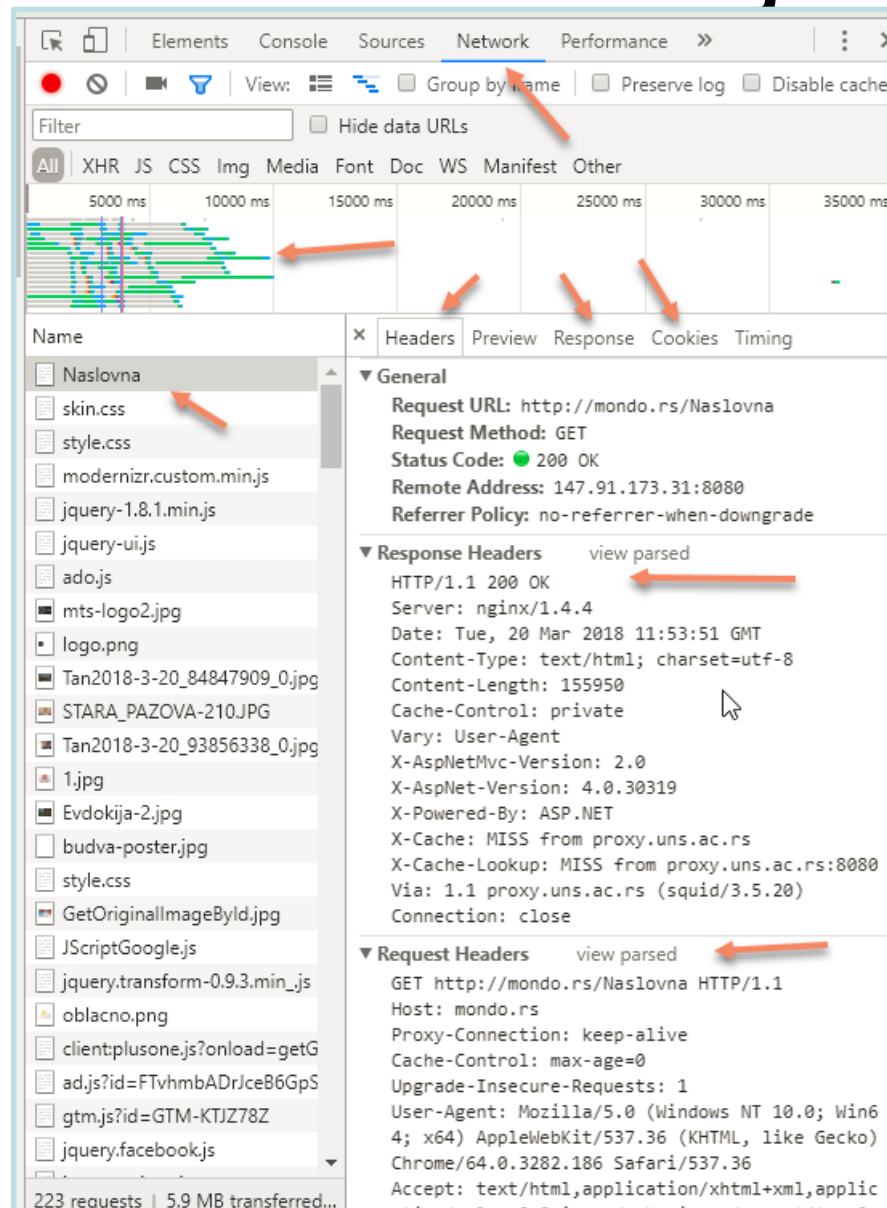 Elements Console Sources Network Performance »
View: Group by name Preserve log Disable cache
Filter Hide data URLs
All XHR JS CSS Img Media Font Doc WS Manifest Other
5000 ms 10000 ms 15000 ms 20000 ms 25000 ms 30000 ms 35000 ms
Name
Naslovna
skin.css
style.css
modernizr.custom.min.js
jquery-1.8.1.min.js
jquery-ui.js
ado.js
mts-logo2.jpg
logo.png
Tan2018-3-20_84847909_0.jpg
STARA_PAZOVA-210.JPG
Tan2018-3-20_93856338_0.jpg
1.jpg
Evdokija-2.jpg
budva-poster.jpg
style.css
GetOriginalImageById.jpg
JScriptGoogle.js
jquery.transform-0.9.3.min_.js
oblacno.png
client:plusone.js?onload=getG
ad.js?id=FTvhmbADrJceB6GpS
gtm.js?id=GTM-KTJZ78Z
jquery.facebook.js
223 requests | 5.9 MB transferred...
× Headers Preview Response Cookies Timing
▼ General
Request URL: http://mondo.rs/Naslovna
Request Method: GET
Status Code: 200 OK
Remote Address: 147.91.173.31:8080
Referrer Policy: no-referrer-when-downgrade
▼ Response Headers view parsed
HTTP/1.1 200 OK
Server: nginx/1.4.4
Date: Tue, 20 Mar 2018 11:53:51 GMT
Content-Type: text/html; charset=utf-8
Content-Length: 155950
Cache-Control: private
Vary: User-Agent
X-AspNetMvc-Version: 2.0
X-AspNet-Version: 4.0.30319
X-Powered-By: ASP.NET
X-Cache: MISS from proxy.uns.ac.rs
X-Cache-Lookup: MISS from proxy.uns.ac.rs:8080
Via: 1.1 proxy.uns.ac.rs (squid/3.5.20)
Connection: close
▼ Request Headers view parsed
GET http://mondo.rs/Naslovna HTTP/1.1
Host: mondo.rs
Proxy-Connection: keep-alive
Cache-Control: max-age=0
Upgrade-Insecure-Requests: 1
User-Agent: Mozilla/5.0 (Windows NT 10.0; Win6
4; x64) AppleWebKit/537.36 (KHTML, like Gecko)
Chrome/64.0.3282.186 Safari/537.36
Accept: text/html,application/xhtml+xml,applic